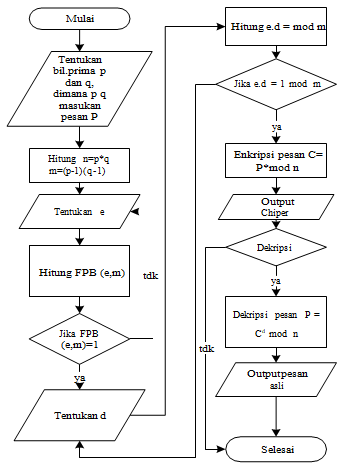 Mulai
Tentukan
bil.prima p
dan q,
dimana p q
masukan
pesan P
Hitung n=p*q
m=(p-1)(q-1)
Tentukan e
Hitung FPB (e,m)
tdk
Jika FPB
(e,m)=1
ya
Tentukan d
Hitung e.d = mod m
Jika e.d = 1 mod m
ya
Enkripsi pesan C=
P*mod n
Output
Chiper
Dekripsi
ya
tdk
Dekripsi pesan P =
Cᵈ mod n
Outputpesan
asli
Selesai